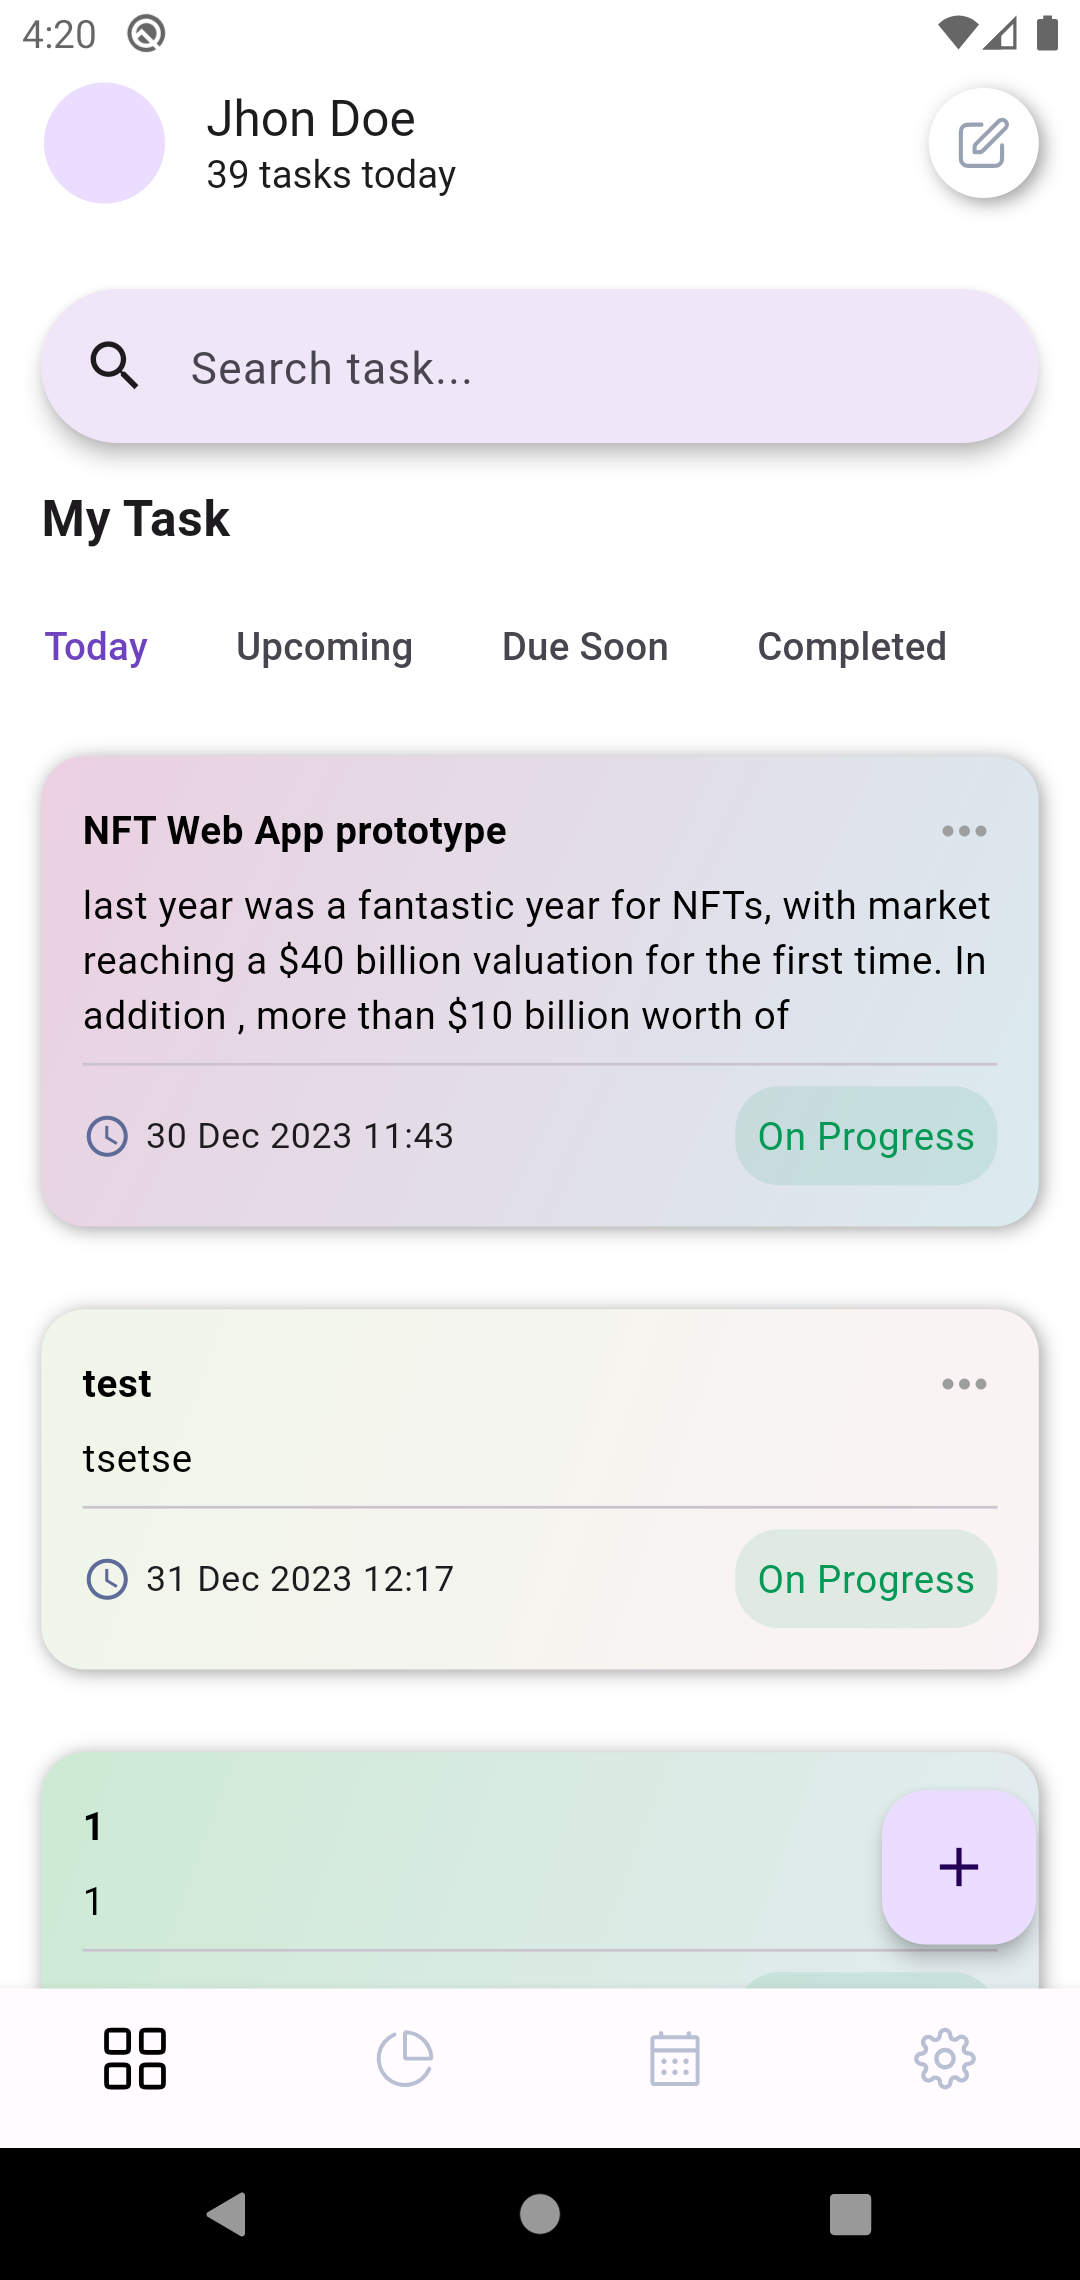 4:20
Jhon Doe
39 tasks today
Search task...
My Task
Today Upcoming Due Soon Completed
NFT Web App prototype
last year was a fantastic year for NFTs, with market
reaching a $40 billion valuation for the first time. In
addition , more than $10 billion worth of
30 Dec 2023 11:43 On Progress
test
tsetse
31 Dec 2023 12:17 On Progress
1
1